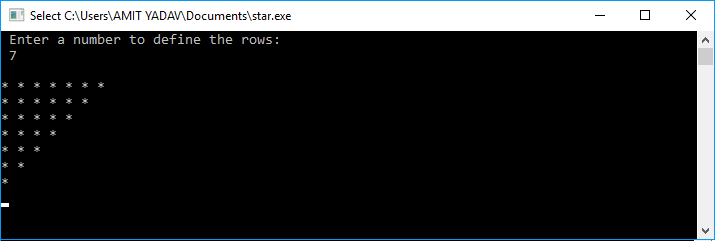 Select C:\Users\AMIT YADAV\Documents\star.exe
Enter a number to define the rows:
7
* * * * * * *
* * * * * *
* * * * *
* * * *
* * *
* *
*